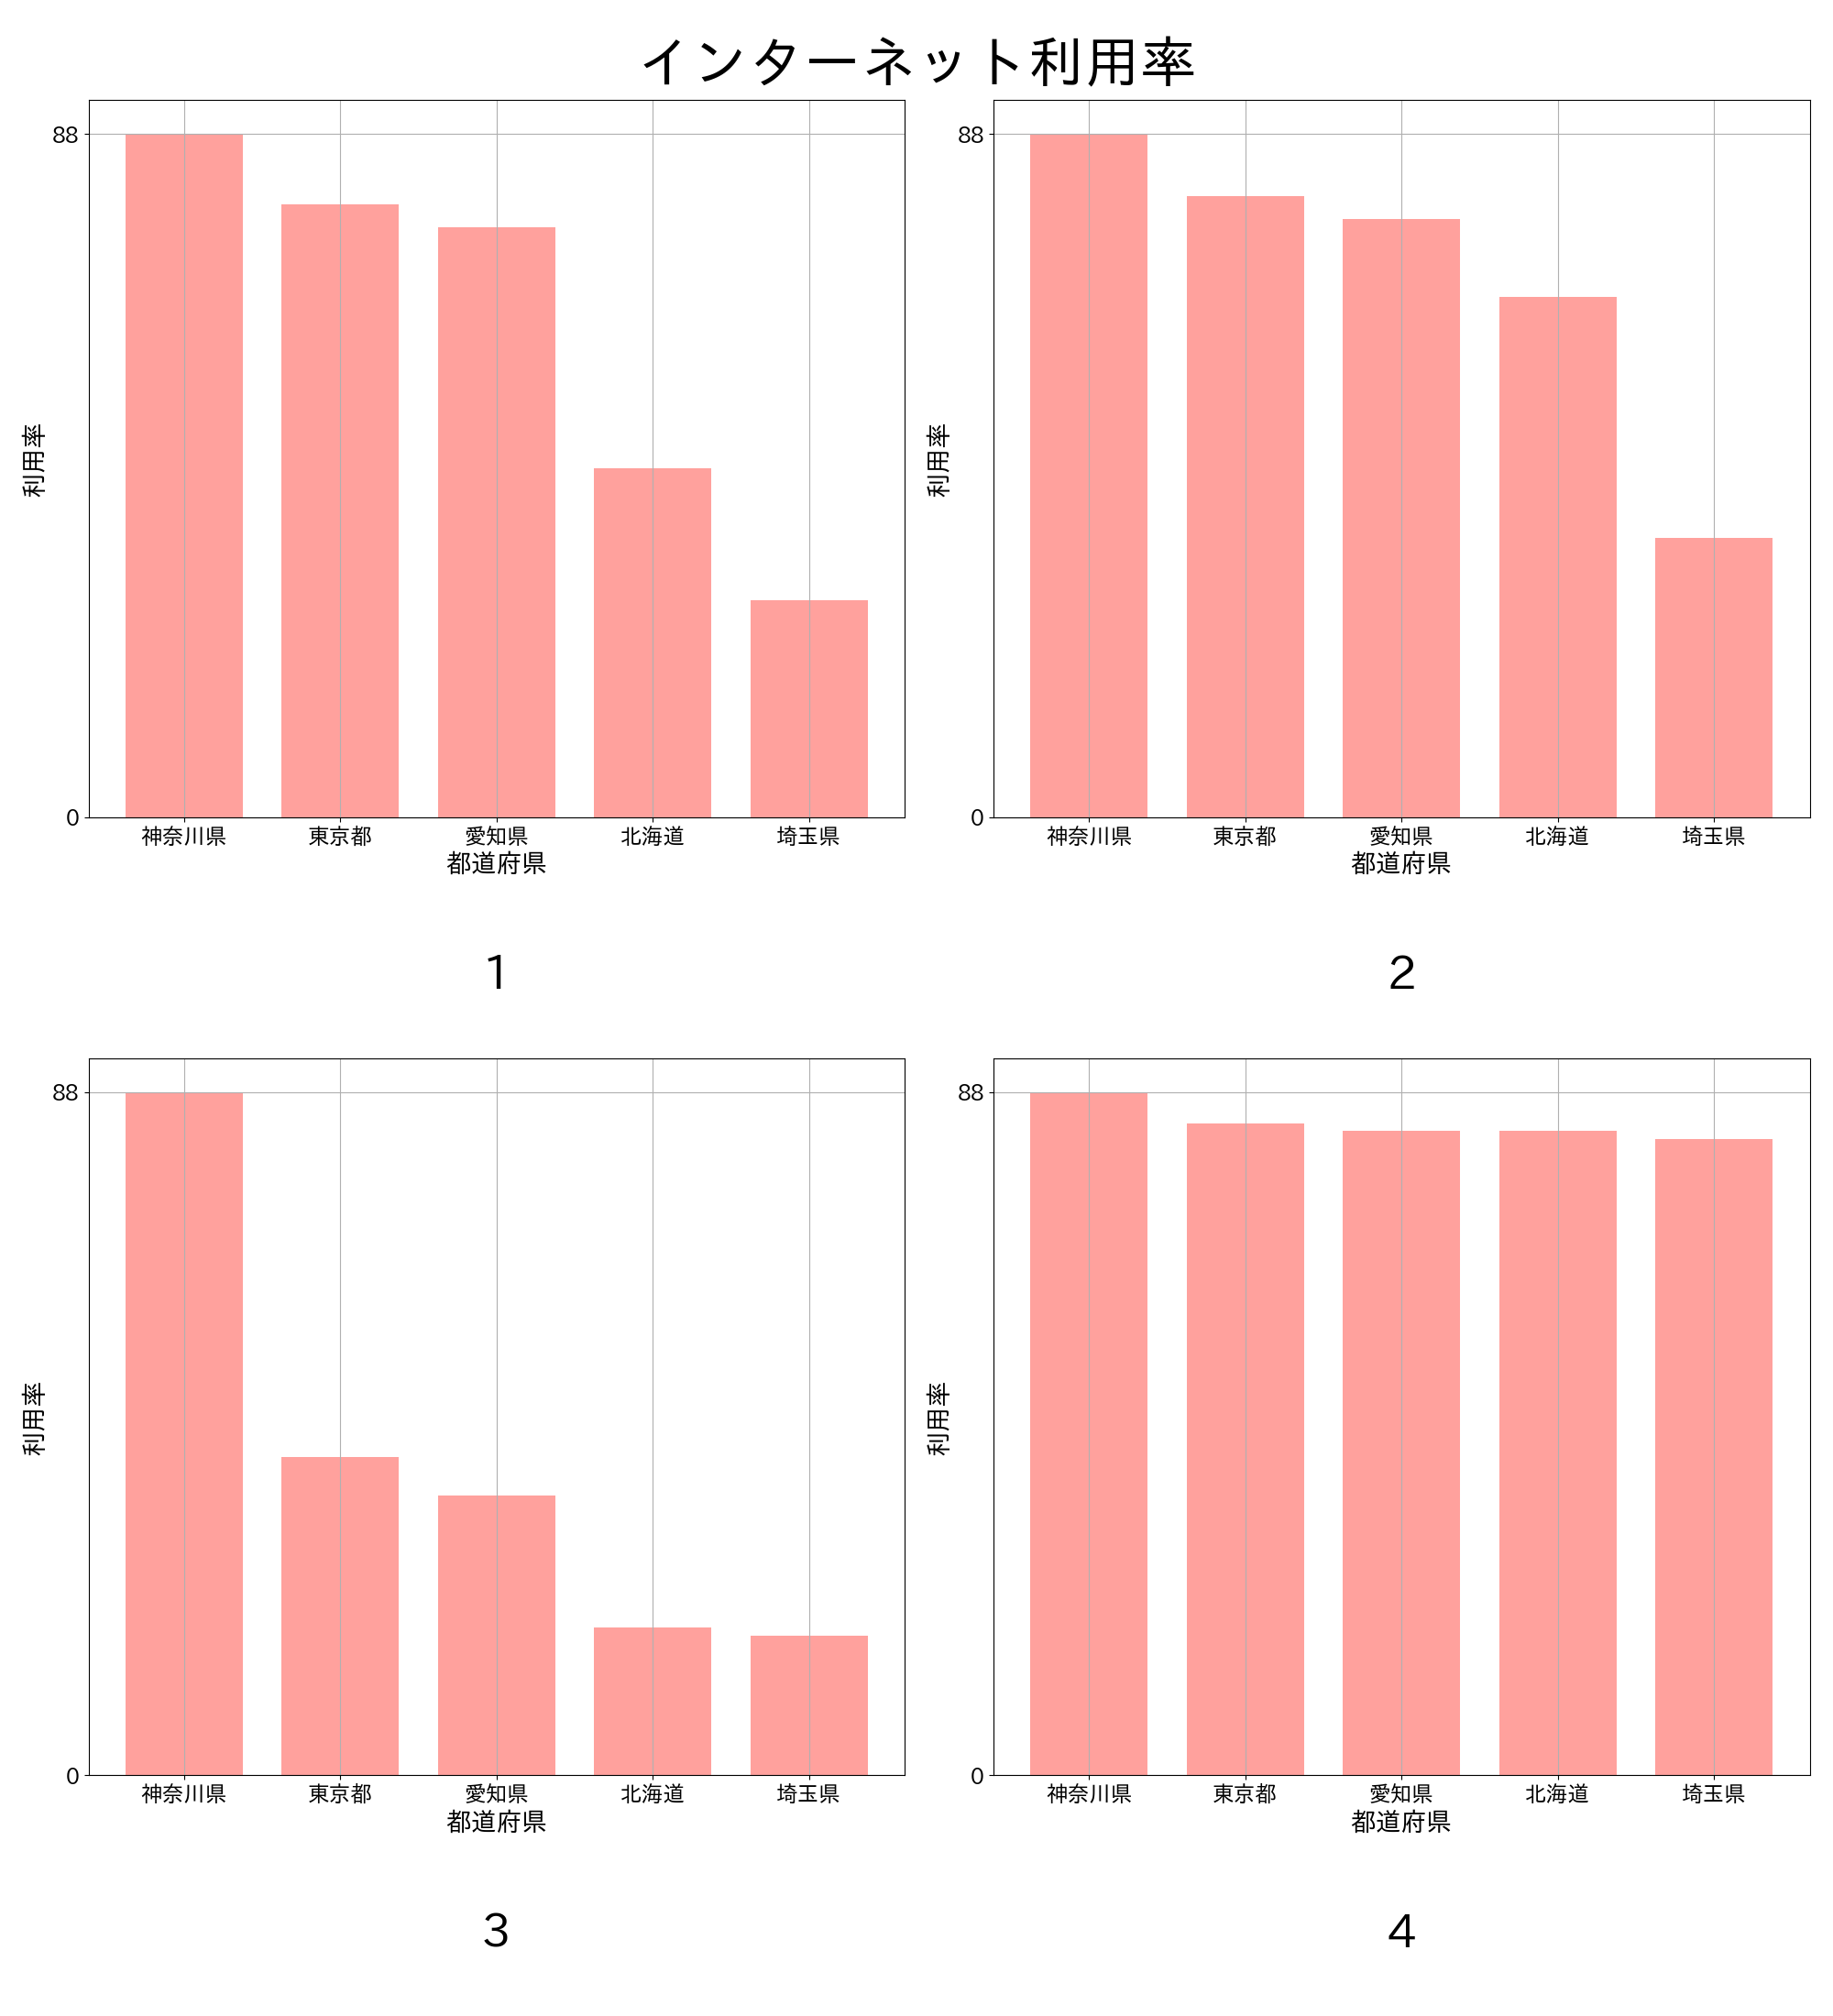 インターネット利用率
88
0
利用率
神奈川県 東京都 愛知県 北海道 埼玉県
都道府県
1
88
0
利用率
神奈川県 東京都 愛知県 北海道 埼玉県
都道府県
2
88
0
利用率
神奈川県 東京都 愛知県 北海道 埼玉県
都道府県
3
88
0
利用率
神奈川県 東京都 愛知県 北海道 埼玉県
都道府県
4